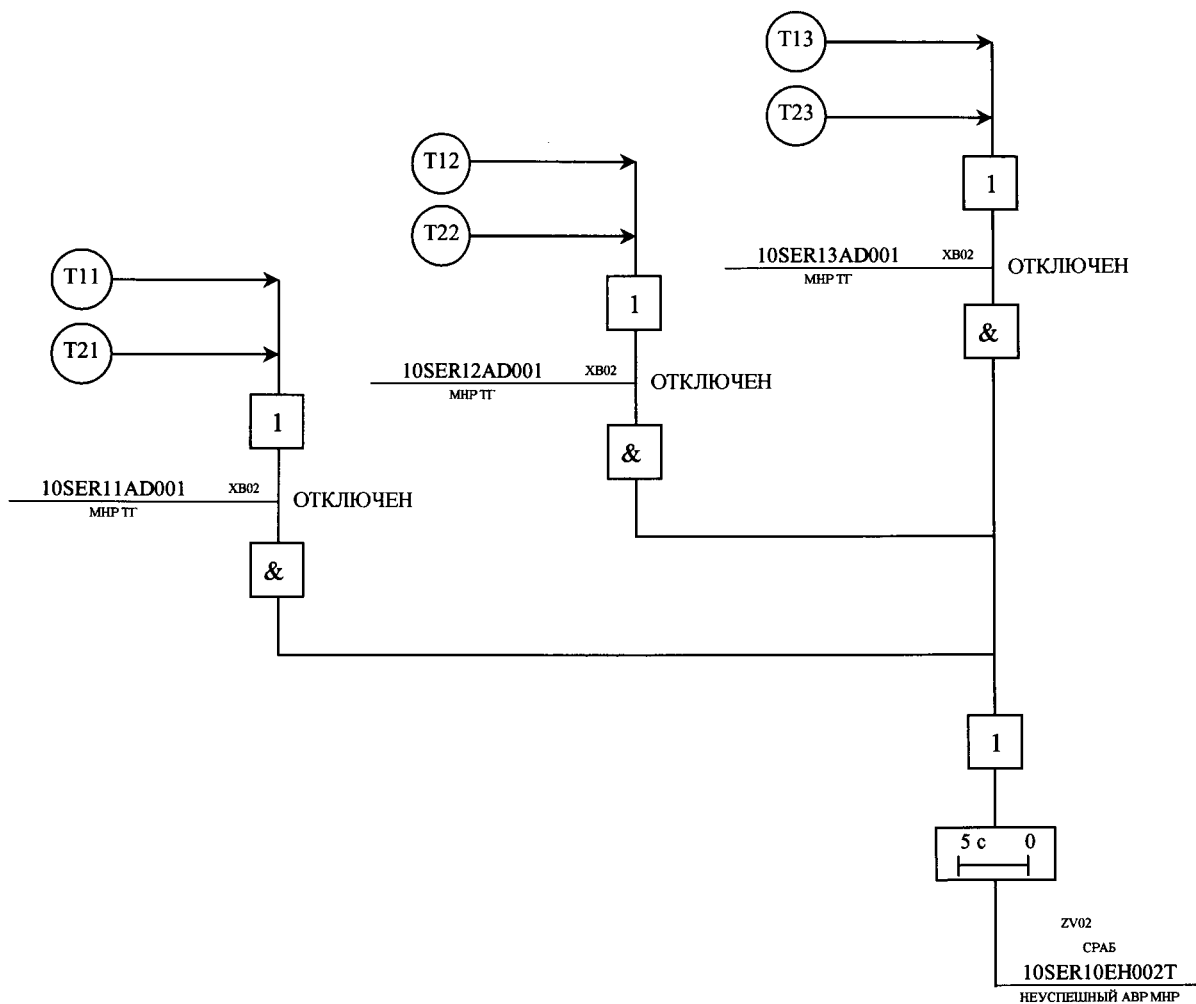 T13
T23
1
10SER13AD001 XB02
МНР ТГ
ОТКЛЮЧЕН
&
T12
T22
1
10SER12AD001 XB02
МНР ТГ
ОТКЛЮЧЕН
&
T11
T21
1
10SER11AD001 XB02
МНР ТГ
ОТКЛЮЧЕН
&
1
5 с 0
ZV02
СРАБ
10SER10EH002T
НЕУСПЕШНЫЙ АВР МНР